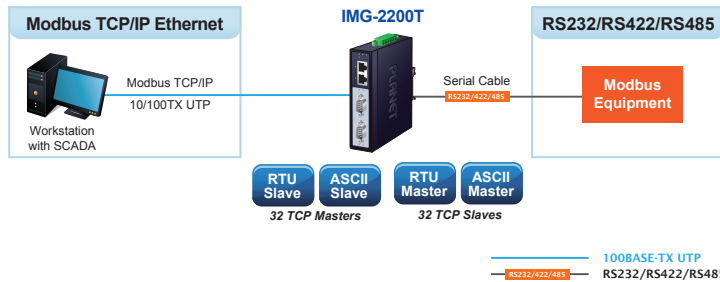 Modbus TCP/IP Ethernet
IMG-2200T
RS232/RS422/RS485
Modbus TCP/IP
10/100TX UTP
Workstation
with SCADA
PLANET
Serial Cable
RS232/422/485
Modbus
Equipment
RTU
Slave
ASCII
Slave
RTU
Master
ASCII
Master
32 TCP Masters
32 TCP Slaves
100BASE-TX UTP
RS232/422/485
RS232/RS422/RS485